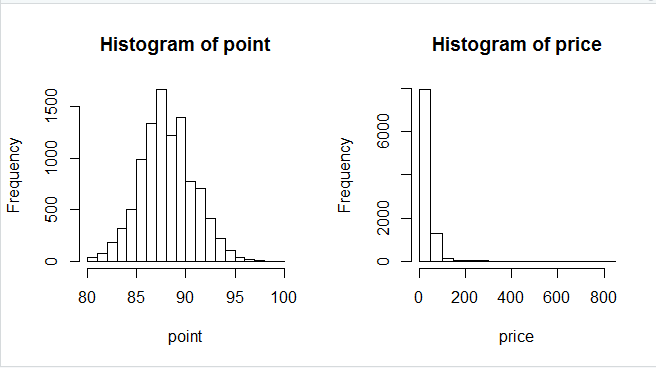 Histogram of point
Frequency
0
500
1000
1500
80
85
90
95
100
point
Histogram of price
Frequency
0
2000
6000
0
200
400
600
800
price